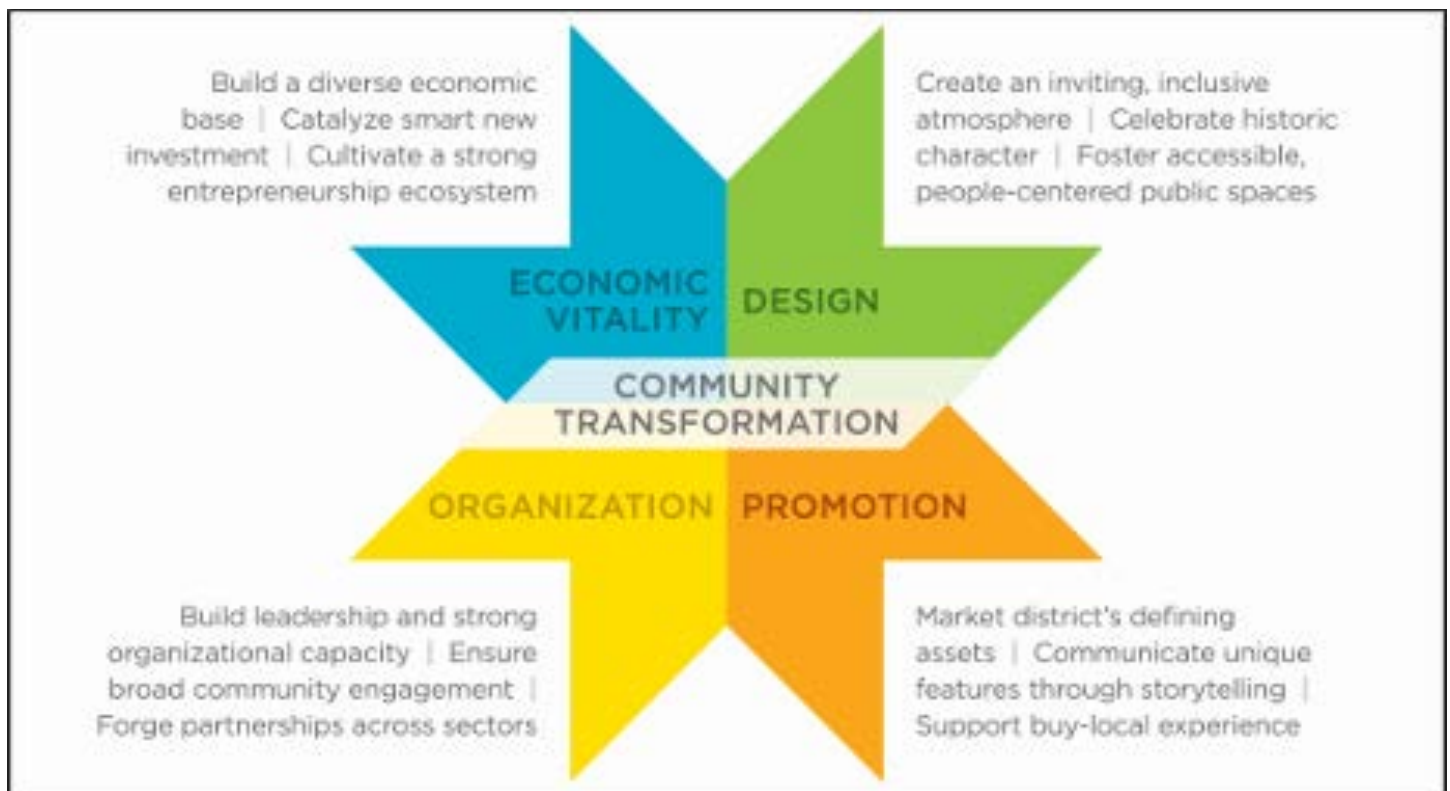 Build a diverse economic
base | Catalyze smart new
investment | Cultivate a strong
entrepreneurship ecosystem
Create an inviting, inclusive
atmosphere | Celebrate historic
character | Foster accessible,
people-centered public spaces
ECONOMIC
VITALITY
DESIGN
COMMUNITY
TRANSFORMATION
ORGANIZATION
PROMOTION
Build leadership and strong
organizational capacity | Ensure
broad community engagement |
Forge partnerships across sectors
Market district's defining
assets | Communicate unique
features through storytelling |
Support buy-local experience